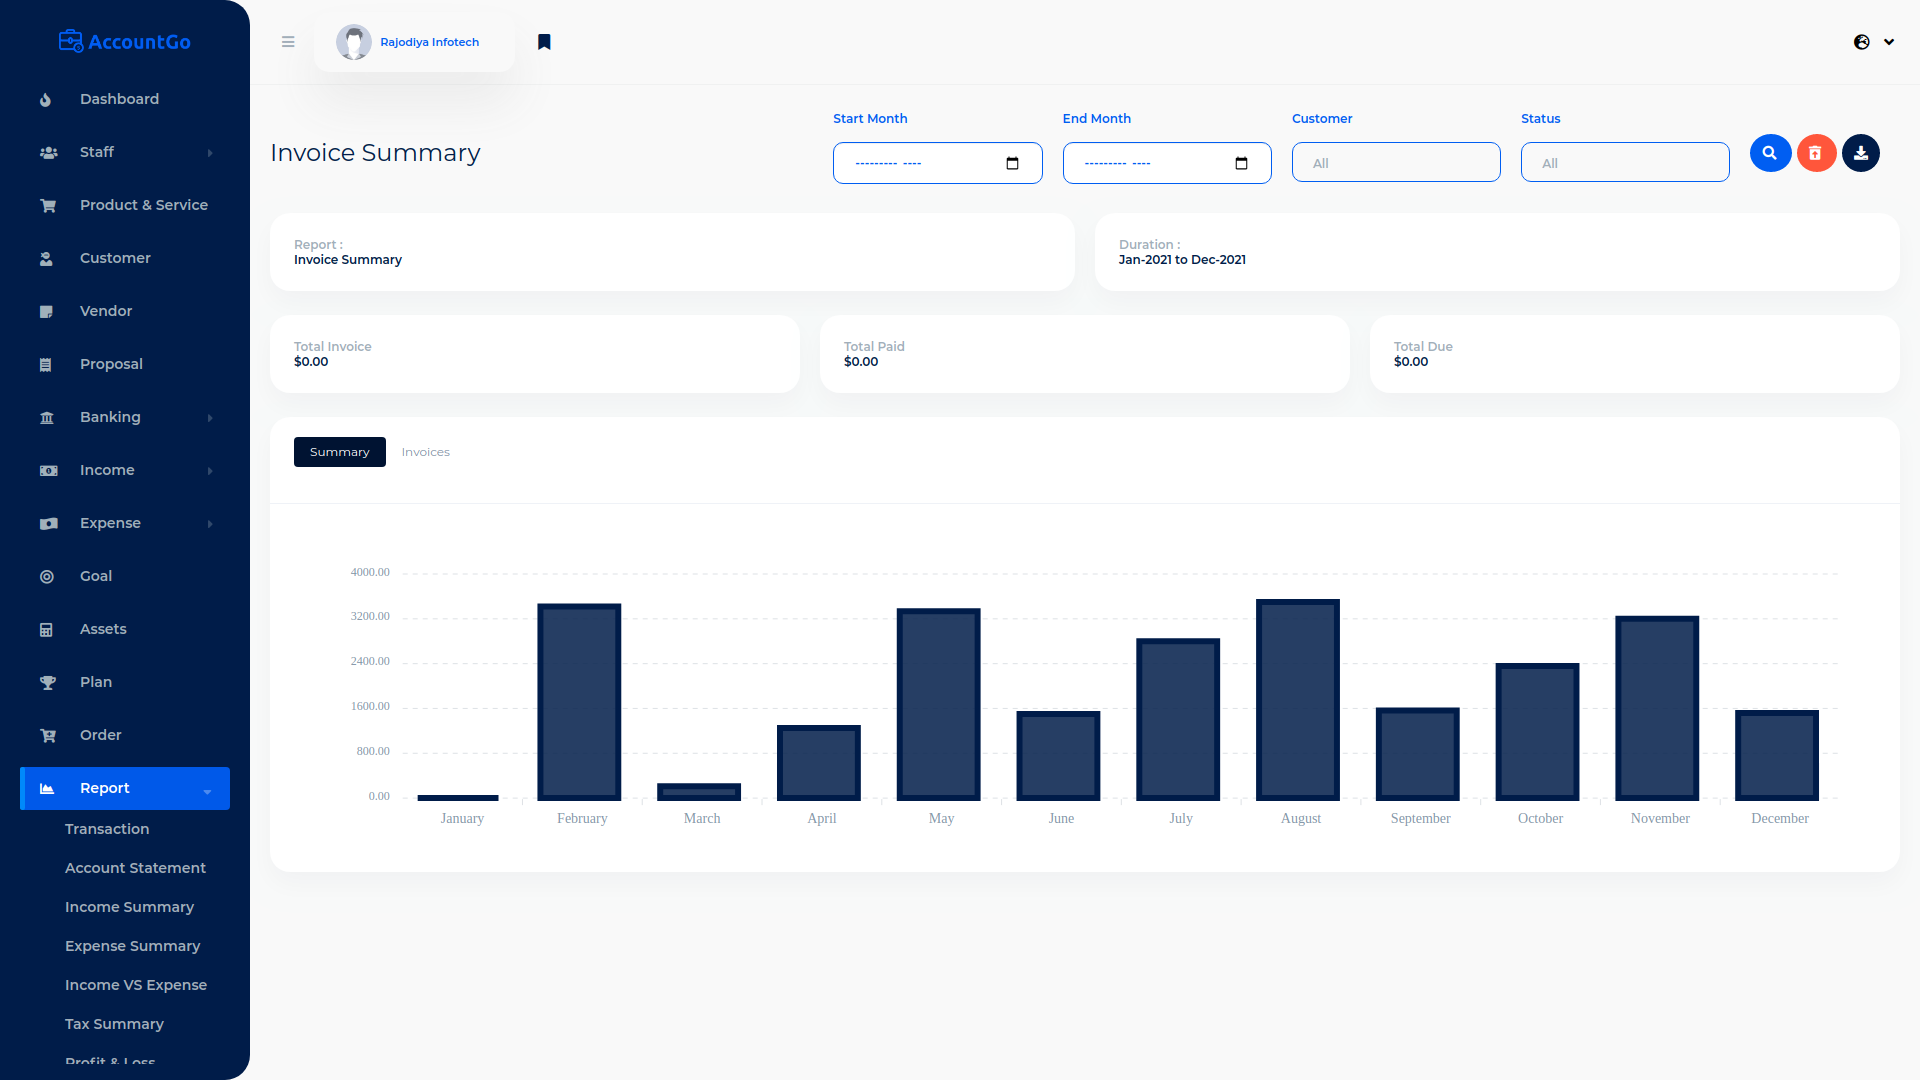 AccountGo
Dashboard
Staff
Product & Service
Customer
Vendor
Proposal
Banking
Income
Expense
Goal
Assets
Plan
Order
Report
Transaction
Account Statement
Income Summary
Expense Summary
Income VS Expense
Tax Summary
Profit & Loss
Rajodiya Infotech
Invoice Summary
Start Month
End Month
Customer
Status
--------- ----
--------- ----
All
All
Report :
Invoice Summary
Duration :
Jan-2021 to Dec-2021
Total Invoice
$0.00
Total Paid
$0.00
Total Due
$0.00
Summary
Invoices
4000.00
3200.00
2400.00
1600.00
800.00
0.00
January
February
March
April
May
June
July
August
September
October
November
December